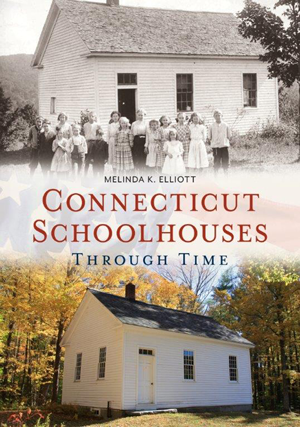 MELINDA K. ELLIOTT
CONNECTICUT
SCHOOLHOUSES
THROUGH TIME